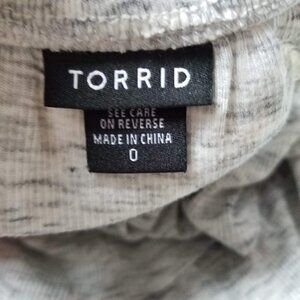 TORRID
SEE CARE
ON REVERSE
MADE IN CHINA
0